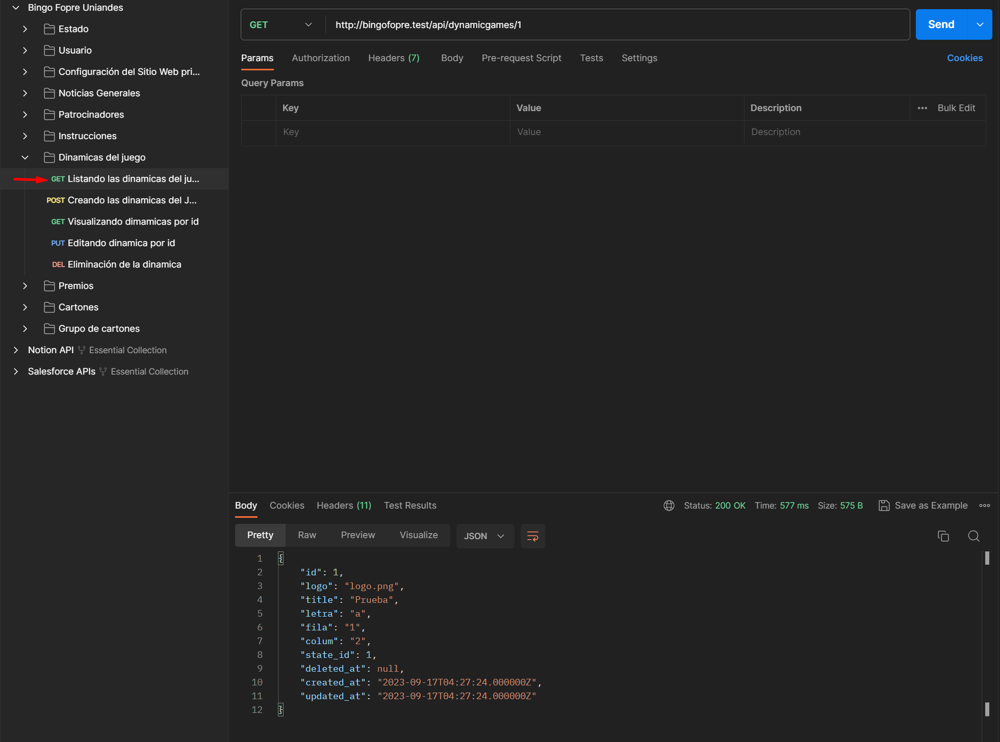 Bingo Fopre Uniandes
Estado
Usuario
Configuración del Sitio Web pri...
Noticias Generales
Patrocinadores
Instrucciones
Dinamicas del juego
GET Listando las dinamicas del ju...
POST Creando las dinamicas del J...
GET Visualizando dimamicas por id
PUT Editando dinamica por id
DEL Eliminación de la dinamica
Premios
Cartones
Grupo de cartones
Notion API Essential Collection
Salesforce APIs Essential Collection
GET http://bingofopre.test/api/dynamicgames/1 Send
Params Authorization Headers (7) Body Pre-request Script Tests Settings Cookies
Query Params
Key Value Description ••• Bulk Edit
Key Value Description
Body Cookies Headers (11) Test Results Status: 200 OK Time: 577 ms Size: 575 B Save as Example
Pretty Raw Preview Visualize JSON
1 {
2 "id": 1,
3 "logo": "logo.png",
4 "title": "Prueba",
5 "letra": "a",
6 "fila": "1",
7 "colum": "2",
8 "state_id": 1,
9 "deleted_at": null,
10 "created_at": "2023-09-17T04:27:24.000000Z",
11 "updated_at": "2023-09-17T04:27:24.000000Z"
12 }